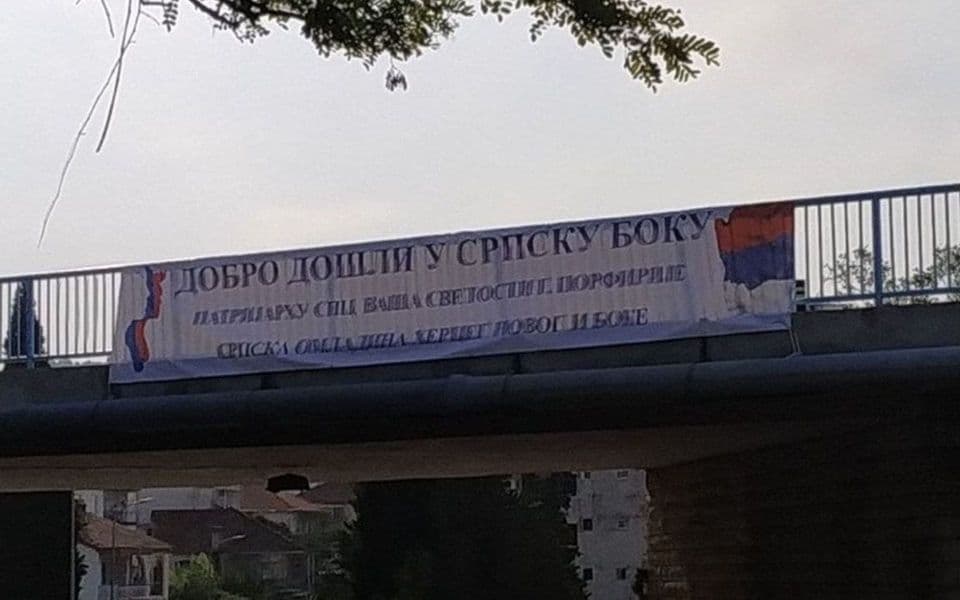 ДОБРО ДОШЛИ У СРПСКУ БОКУ
ПАТРИЈАРХУ СПЦ ВАША СВЕТОСТИ Г. ПОРФИРИЈЕ
СРПСКА ОМЛАДИНА ХЕРЦЕГ НОВОГ И БОКЕ